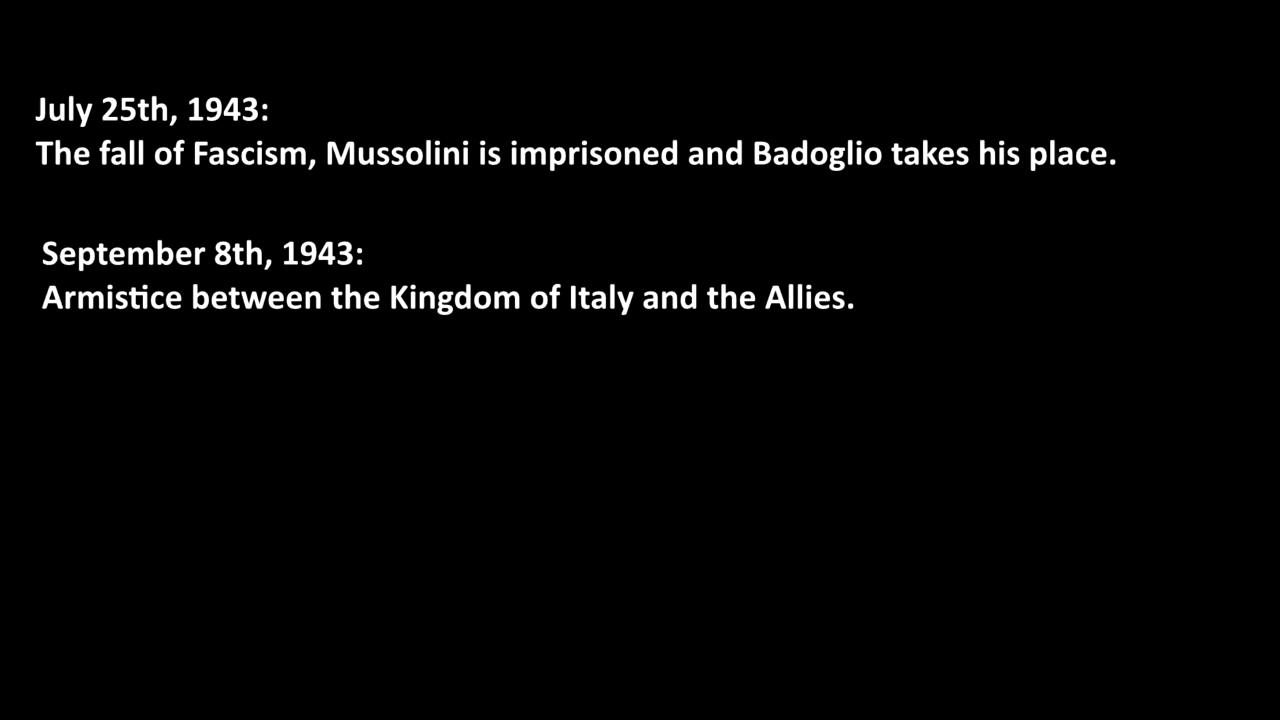 July 25th, 1943:
The fall of Fascism, Mussolini is imprisoned and Badoglio takes his place.
September 8th, 1943:
Armistice between the Kingdom of Italy and the Allies.